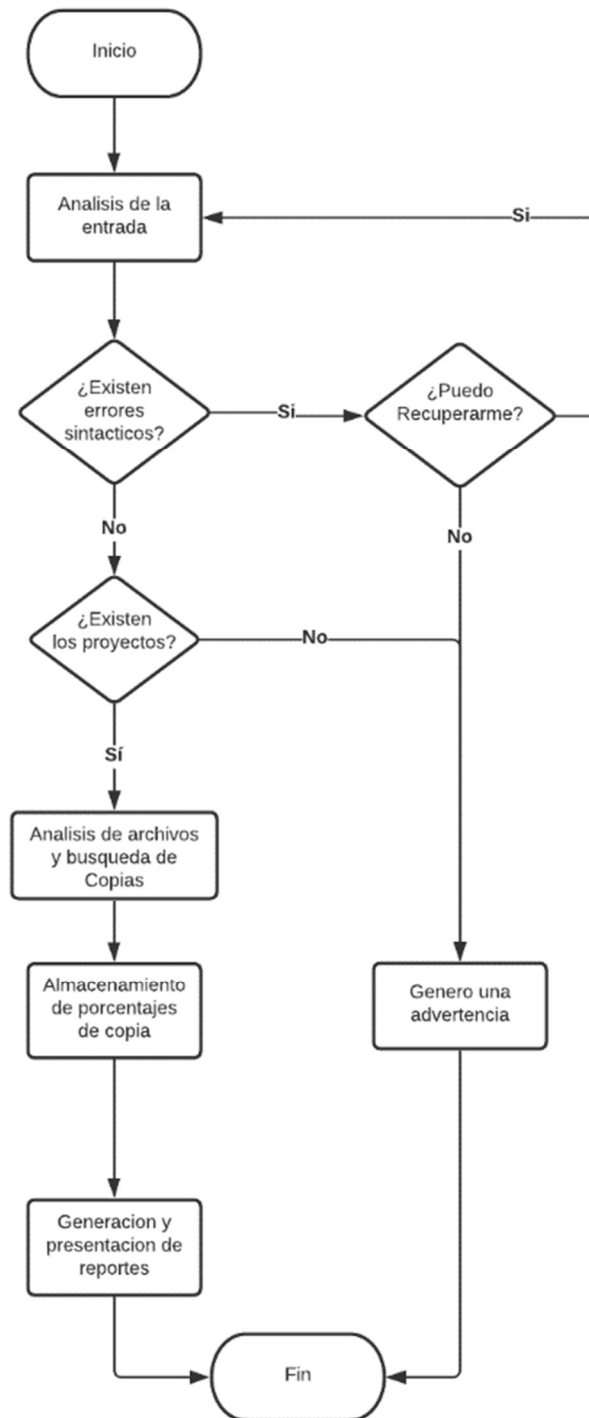 Inicio
Analisis de la
entrada
Si
¿Existen
errores
sintacticos?
Si
¿Puedo
Recuperarme?
No
No
¿Existen
los proyectos?
No
Sí
Analisis de archivos
y busqueda de
Copias
Almacenamiento
de porcentajes
de copia
Genero una
advertencia
Generacion y
presentacion de
reportes
Fin